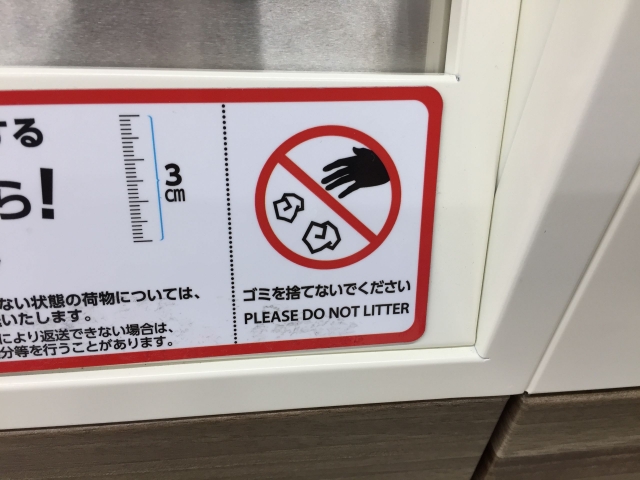 する
ら!
3
cm
ない状態の荷物については、
いたします。
により返送できない場合は、
分等を行うことがあります。
ゴミを捨てないでください
PLEASE DO NOT LITTER